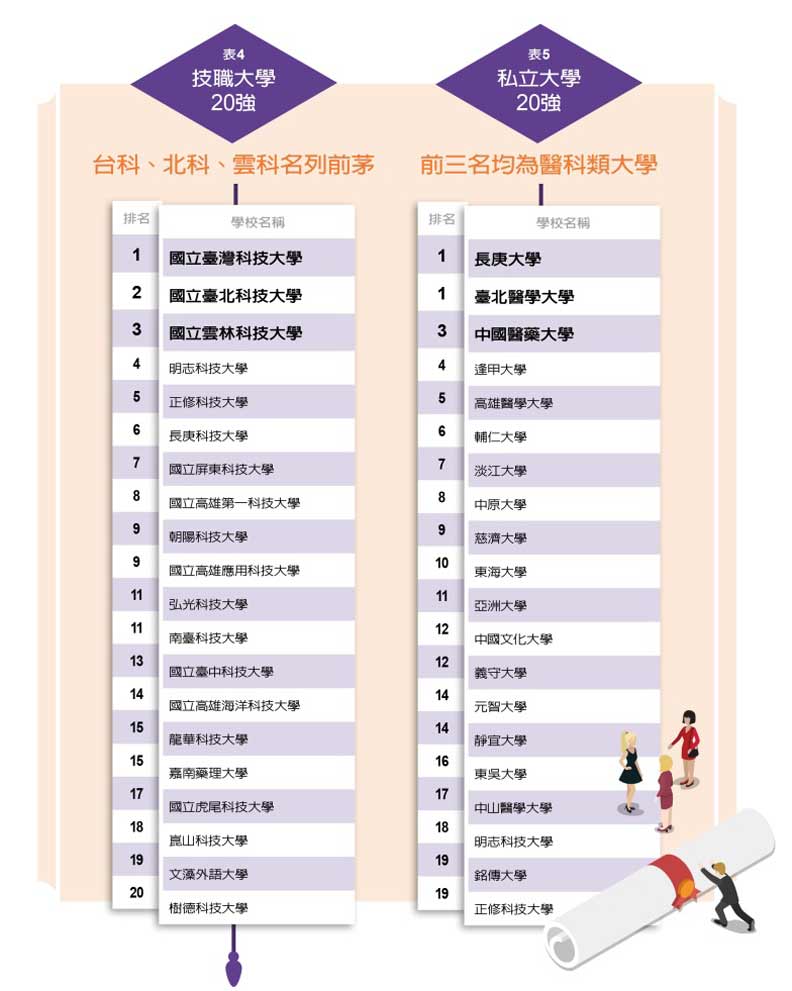 表4
技職大學
20強
台科、北科、雲科名列前茅
排名 學校名稱
1 國立臺灣科技大學
2 國立臺北科技大學
3 國立雲林科技大學
4 明志科技大學
5 正修科技大學
6 長庚科技大學
7 國立屏東科技大學
8 國立高雄第一科技大學
9 朝陽科技大學
9 國立高雄應用科技大學
11 弘光科技大學
11 南臺科技大學
13 國立臺中科技大學
14 國立高雄海洋科技大學
15 龍華科技大學
15 嘉南藥理大學
17 國立虎尾科技大學
18 崑山科技大學
19 文藻外語大學
20 樹德科技大學
表5
私立大學
20強
前三名均為醫科類大學
排名 學校名稱
1 長庚大學
1 臺北醫學大學
3 中國醫藥大學
4 逢甲大學
5 高雄醫學大學
6 輔仁大學
7 淡江大學
8 中原大學
9 慈濟大學
10 東海大學
11 亞洲大學
12 中國文化大學
12 義守大學
14 元智大學
14 靜宜大學
16 東吳大學
17 中山醫學大學
18 明志科技大學
19 銘傳大學
19 正修科技大學